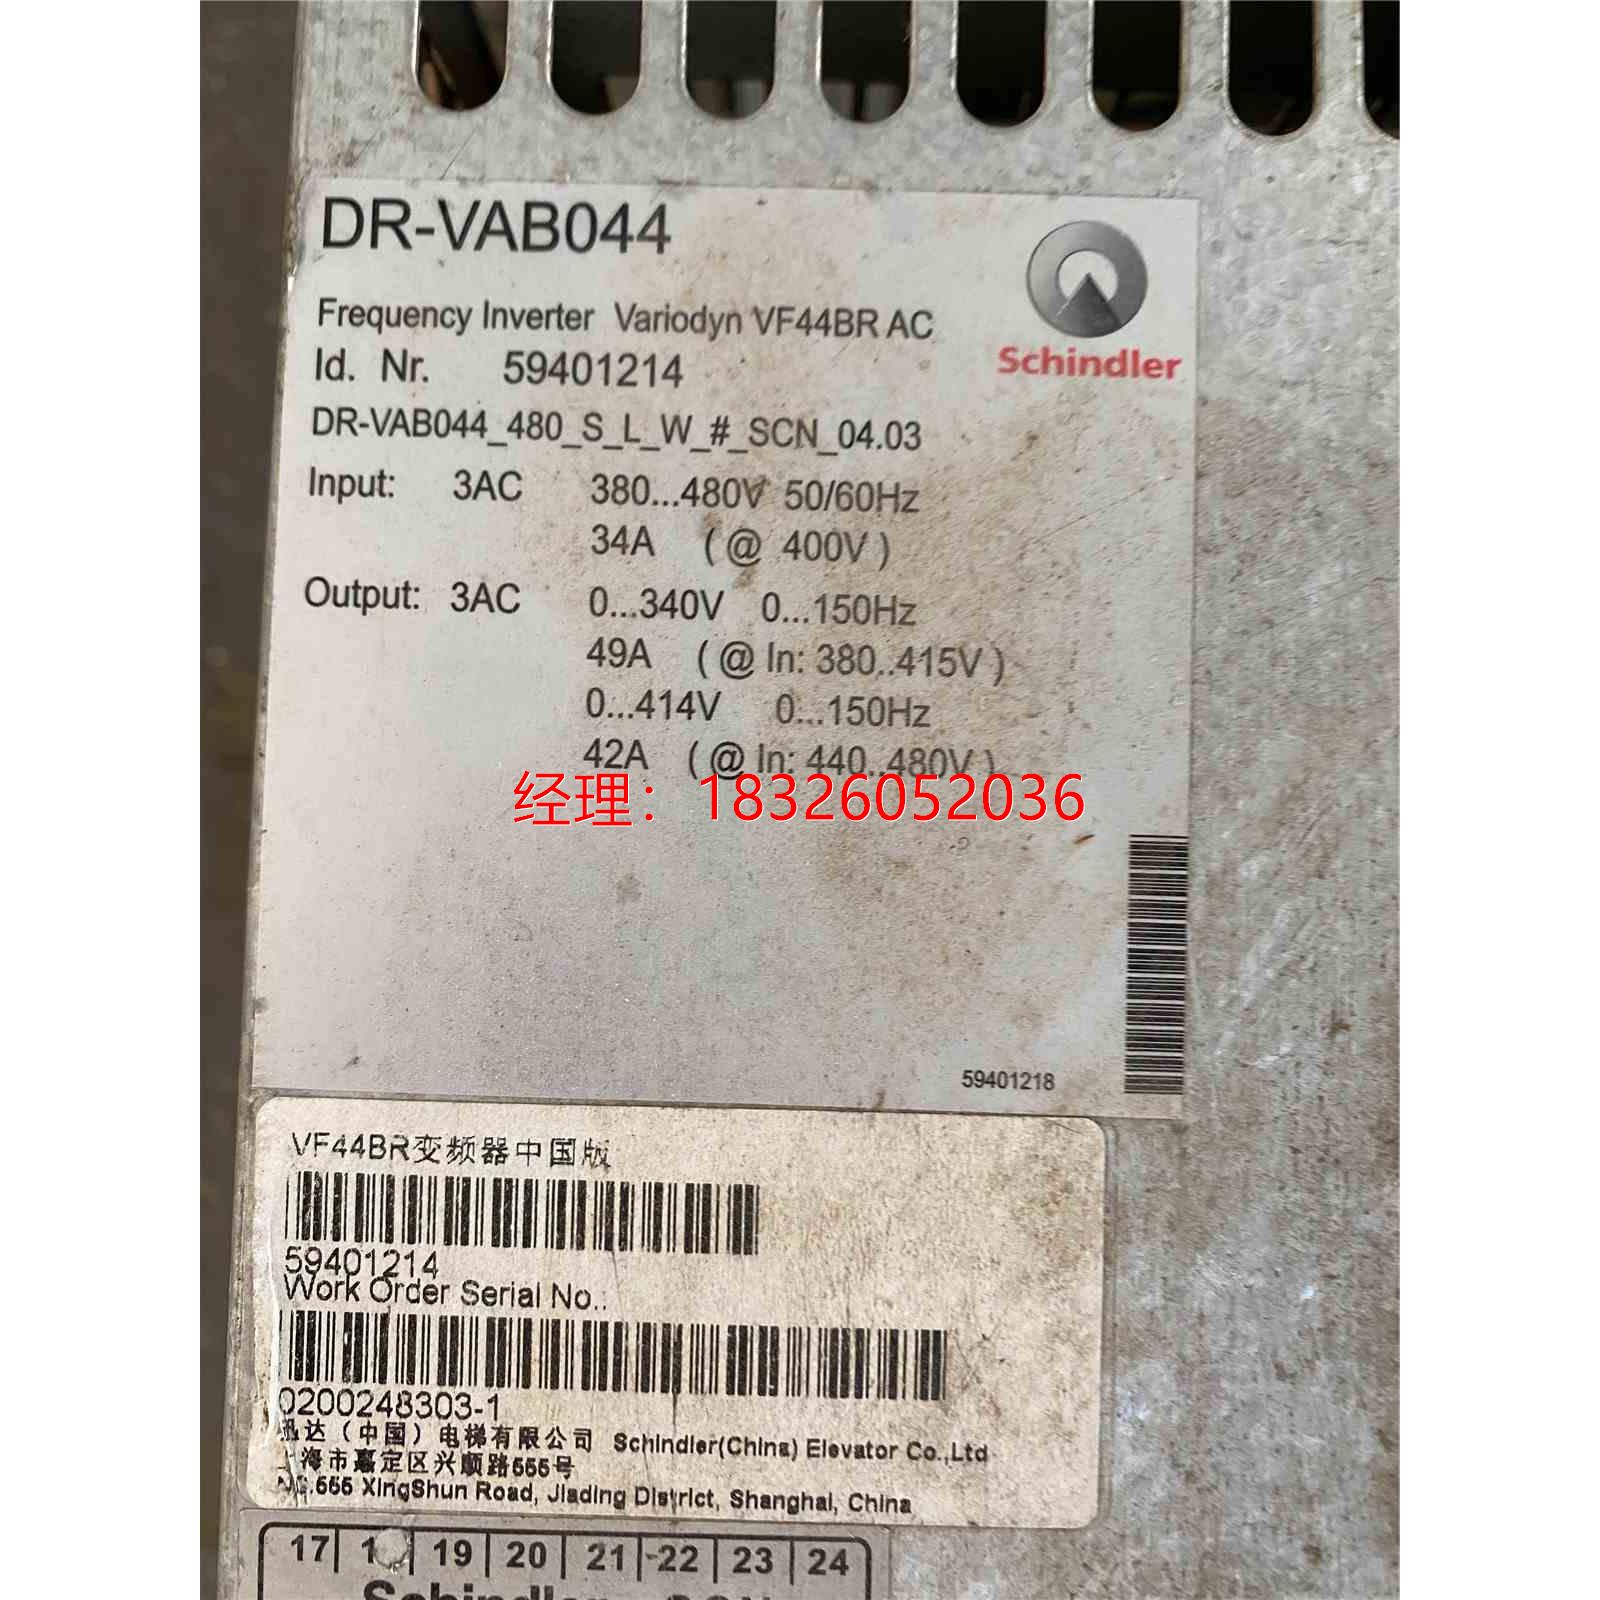 DR-VAB044
Frequency Inverter Variodyn VF44BR AC
Schindler
Id. Nr. 59401214
DR-VAB044_480_S_L_W_#_SCN_04.03
Input: 3AC 380...480V 50/60Hz
34A (@ 400V)
Output: 3AC 0...340V 0...150Hz
49A (@ In: 380..415V)
0...414V 0...150Hz
42A (@ In: 440..480V)
经理：18326052036
59401218
VF44BR变频器中国版
59401214
Work Order Serial No.:
0200248303-1
迅达（中国）电梯有限公司 Schindler(China) Elevator Co.,Ltd
上海市嘉定区兴顺路555号
NO.555 XingShun Road, Jiading District, Shanghai, China
17 19 20 21 22 23 24
Schindler